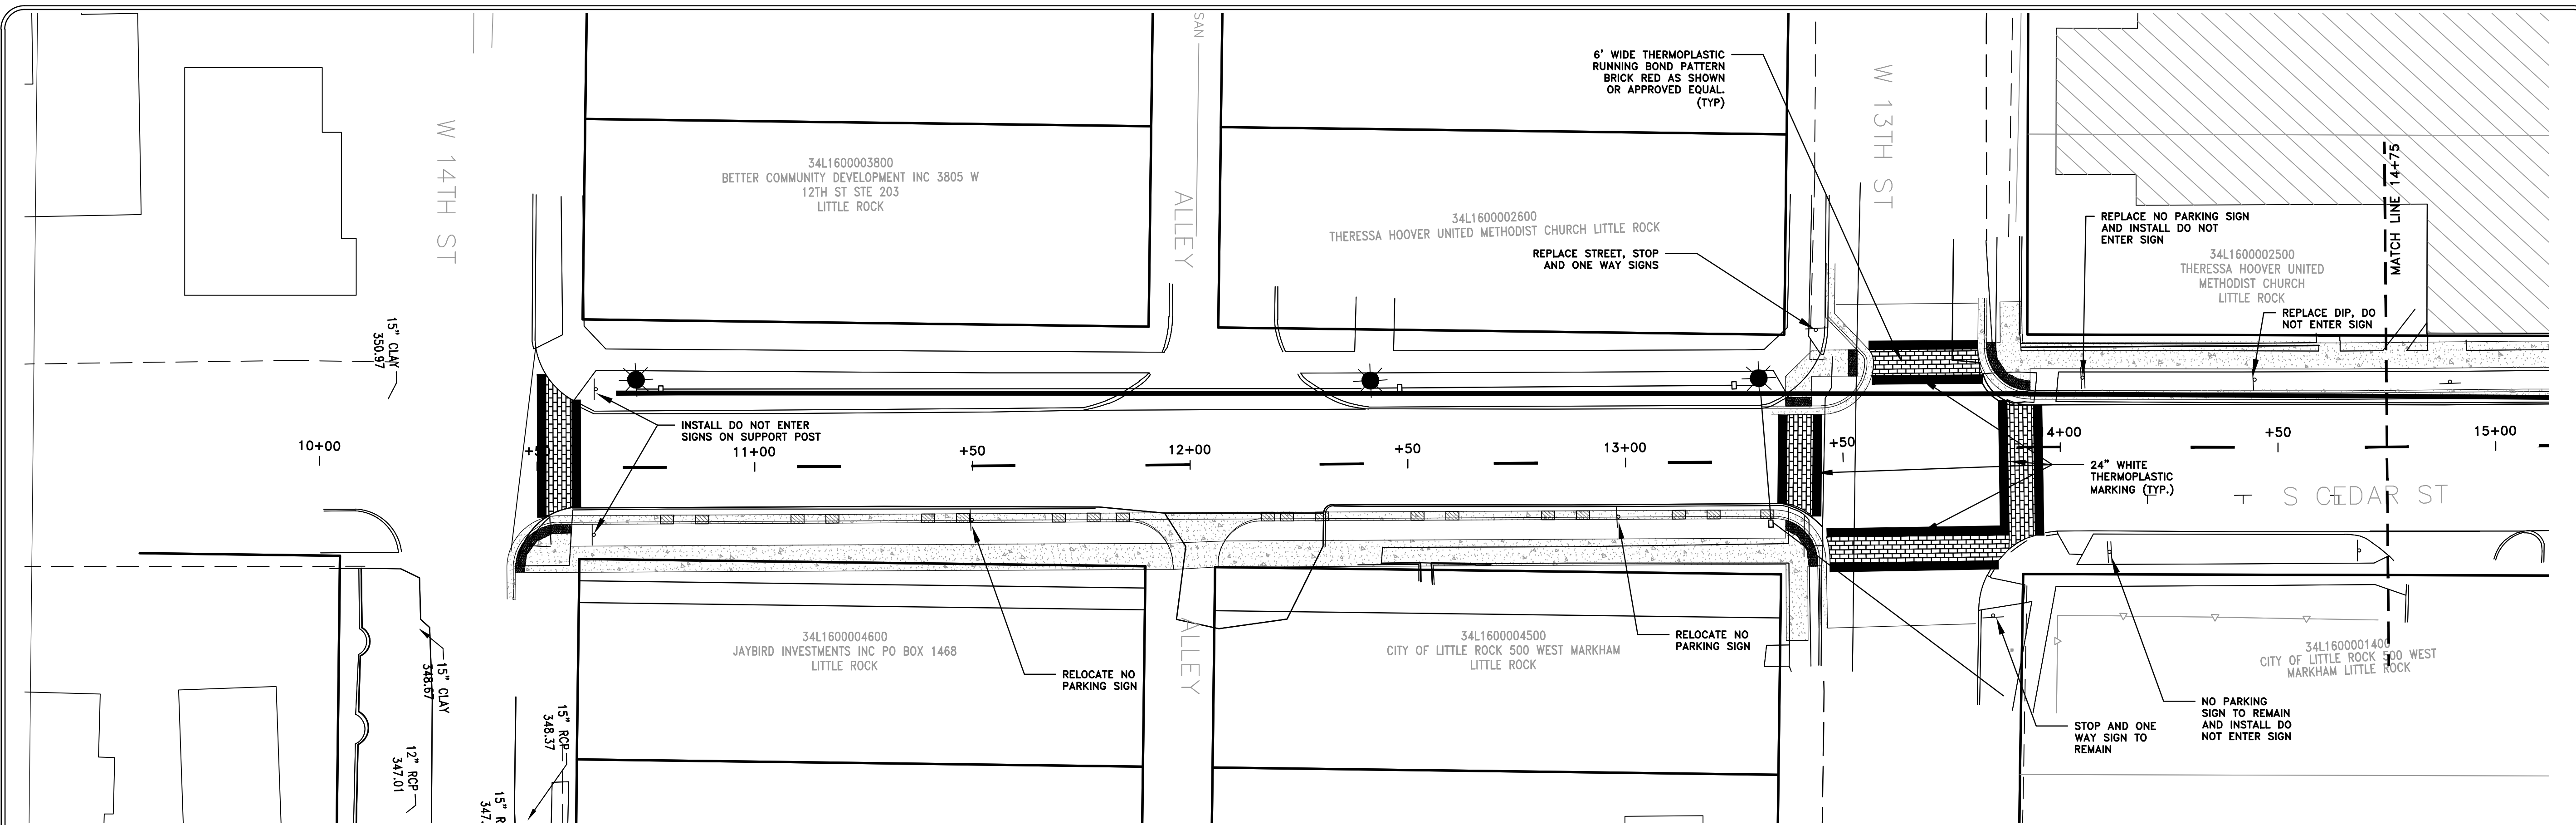 SAN
W 14TH ST
34L1600003800
BETTER COMMUNITY DEVELOPMENT INC 3805 W
12TH ST STE 203
LITTLE ROCK
ALLEY
34L1600002600
THERESSA HOOVER UNITED METHODIST CHURCH LITTLE ROCK
6' WIDE THERMOPLASTIC
RUNNING BOND PATTERN
BRICK RED AS SHOWN
OR APPROVED EQUAL.
(TYP)
W 13TH ST
REPLACE STREET, STOP
AND ONE WAY SIGNS
REPLACE NO PARKING SIGN
AND INSTALL DO NOT
ENTER SIGN
MATCH LINE 14+75
34L1600002500
THERESSA HOOVER UNITED
METHODIST CHURCH
LITTLE ROCK
REPLACE DIP, DO
NOT ENTER SIGN
15" CLAY
350.97
INSTALL DO NOT ENTER
SIGNS ON SUPPORT POST
10+00
11+00
+50
12+00
+50
13+00
+50
14+00
+50
15+00
24" WHITE
THERMOPLASTIC
MARKING (TYP.)
S CEDAR ST
34L1600004600
JAYBIRD INVESTMENTS INC PO BOX 1468
LITTLE ROCK
RELOCATE NO
PARKING SIGN
ALLEY
34L1600004500
CITY OF LITTLE ROCK 500 WEST MARKHAM
LITTLE ROCK
RELOCATE NO
PARKING SIGN
34L1600001400
CITY OF LITTLE ROCK 500 WEST
MARKHAM LITTLE ROCK
STOP AND ONE
WAY SIGN TO
REMAIN
NO PARKING
SIGN TO REMAIN
AND INSTALL DO
NOT ENTER SIGN
15" CLAY
348.67
15" RCP
348.37
12" RCP
347.01
15" R
347.